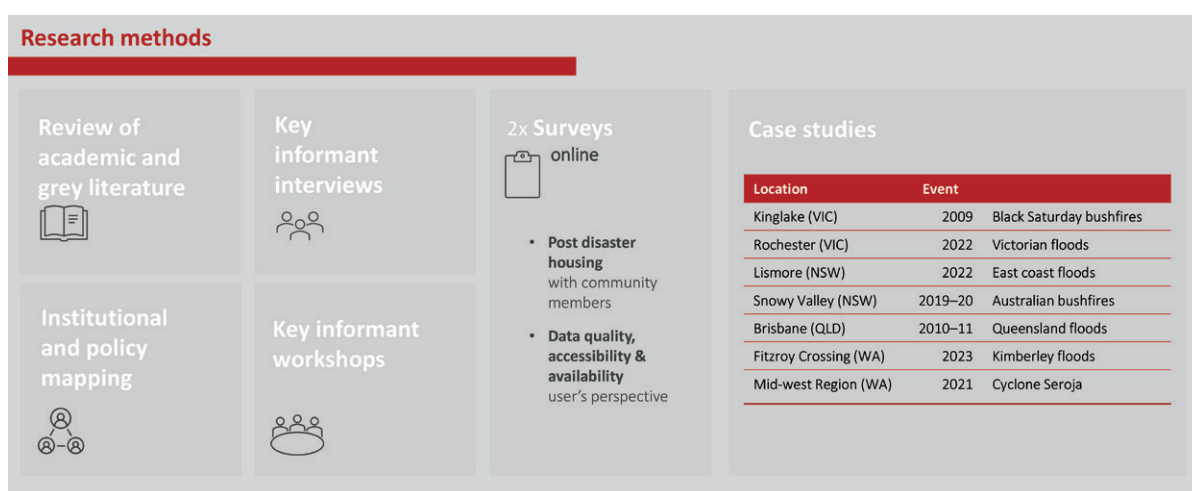 Research methods
Review of
academic and
grey literature
Key
informant
interviews
Institutional
and policy
mapping
Key informant
workshops
2x Surveys
online
• Post disaster
housing
with community
members
• Data quality,
accessibility &
availability
user's perspective
Case studies
Location Event
Kinglake (VIC) 2009 Black Saturday bushfires
Rochester (VIC) 2022 Victorian floods
Lismore (NSW) 2022 East coast floods
Snowy Valley (NSW) 2019–20 Australian bushfires
Brisbane (QLD) 2010–11 Queensland floods
Fitzroy Crossing (WA) 2023 Kimberley floods
Mid-west Region (WA) 2021 Cyclone Seroja